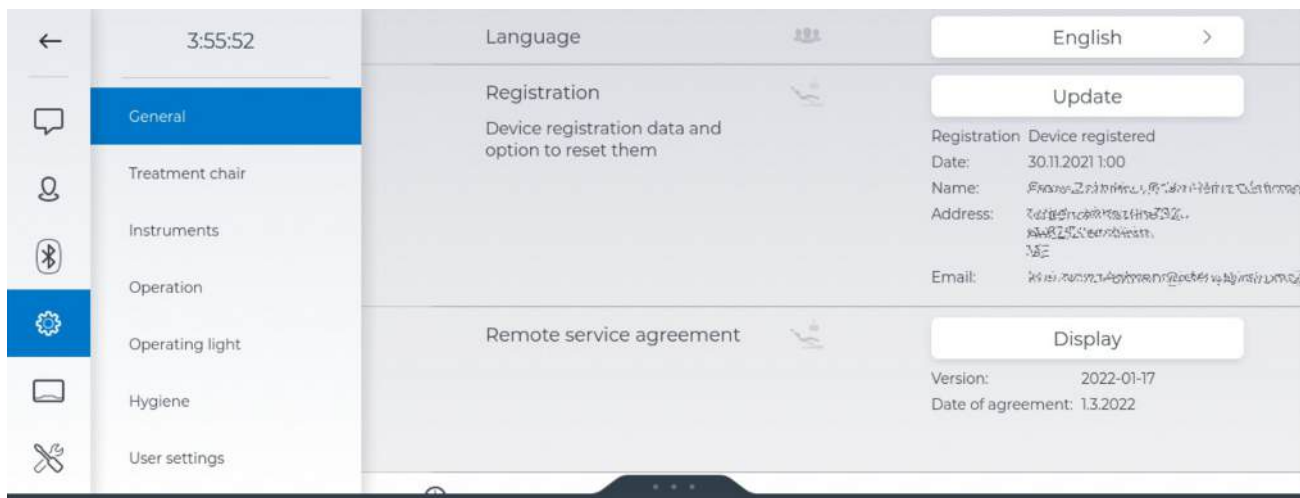 3:55:52
General
Treatment chair
Instruments
Operation
Operating light
Hygiene
User settings
Language
English
Registration
Update
Device registration data and
option to reset them
Registration Device registered
Date: 30.11.2021 1:00
Name:
Address:
Email:
Remote service agreement
Display
Version: 2022-01-17
Date of agreement: 1.3.2022